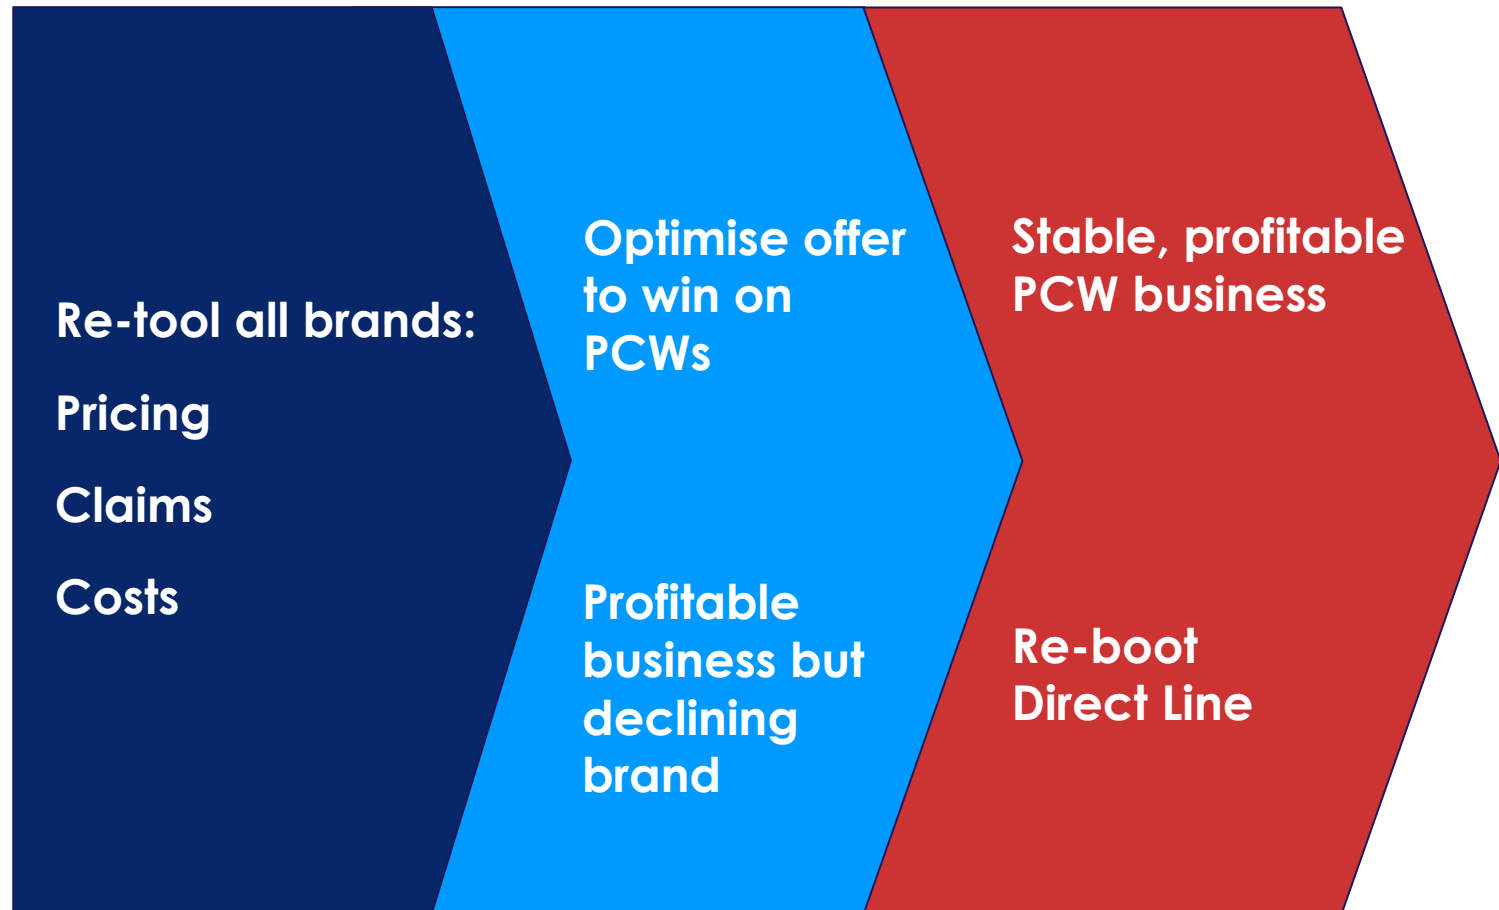 Re-tool all brands:
Pricing
Claims
Costs
Optimise offer
to win on
PCWs
Profitable
business but
declining
brand
Stable, profitable
PCW business
Re-boot
Direct Line